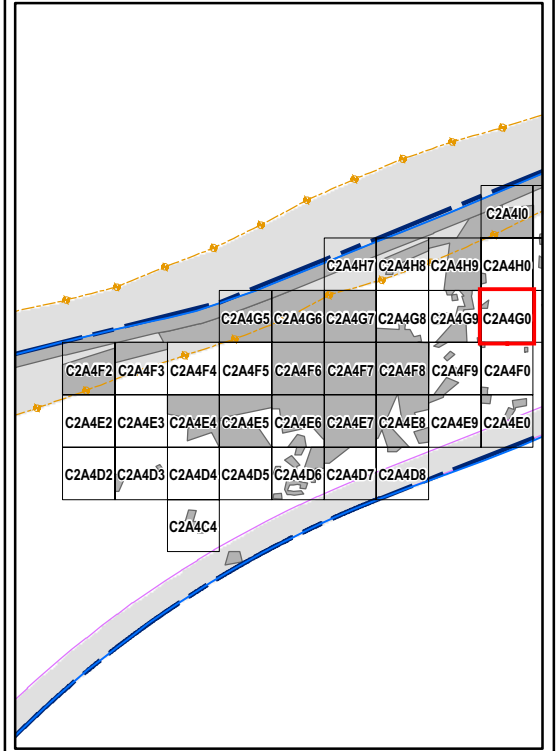 C2A4I0
C2A4H7 C2A4H8 C2A4H9 C2A4H0
C2A4G5 C2A4G6 C2A4G7 C2A4G8 C2A4G9 C2A4G0
C2A4F2 C2A4F3 C2A4F4 C2A4F5 C2A4F6 C2A4F7 C2A4F8 C2A4F9 C2A4F0
C2A4E2 C2A4E3 C2A4E4 C2A4E5 C2A4E6 C2A4E7 C2A4E8 C2A4E9 C2A4E0
C2A4D2 C2A4D3 C2A4D4 C2A4D5 C2A4D6 C2A4D7 C2A4D8
C2A4C4